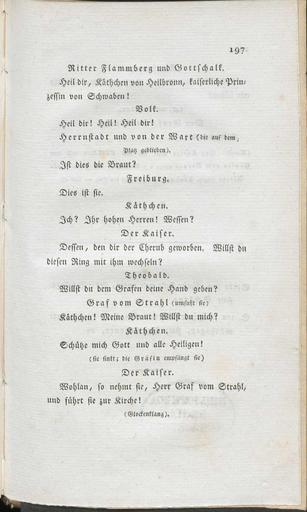 197
Ritter Flammberg und Gottschalk.
Heil dir, Käthchen von Heilbronn, kaiserliche Prin-
zessin von Schwaben!
Volk.
Heil dir! Heil! Heil dir!
Herrnstadt und von der Wart (die auf dem
Platz geblieben).
Ist dies die Braut?
Freiburg.
Dies ist sie.
Käthchen.
Ich? Ihr hohen Herren! Wessen?
Der Kaiser.
Dessen, den dir der Cherub geworben. Willst du
diesen Ring mit ihm wechseln?
Theobald.
Willst du dem Grafen deine Hand geben?
Graf vom Strahl (umfaßt sie)
Käthchen! Meine Braut! Willst du mich?
Käthchen.
Schütze mich Gott und alle Heiligen!
(sie sinkt; die Gräfin empfängt sie)
Der Kaiser.
Wohlan, so nehmt sie, Herr Graf vom Strahl,
und führt sie zur Kirche!
(Glockenklang).